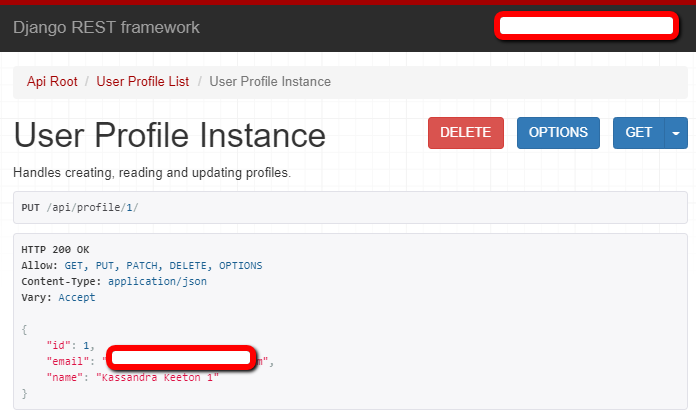 Django REST framework
Api Root / User Profile List / User Profile Instance
User Profile Instance
DELETE OPTIONS GET
Handles creating, reading and updating profiles.
PUT /api/profile/1/
HTTP 200 OK
Allow: GET, PUT, PATCH, DELETE, OPTIONS
Content-Type: application/json
Vary: Accept
{
"id": 1,
"email": "m",
"name": "Kassandra Keeton 1"
}